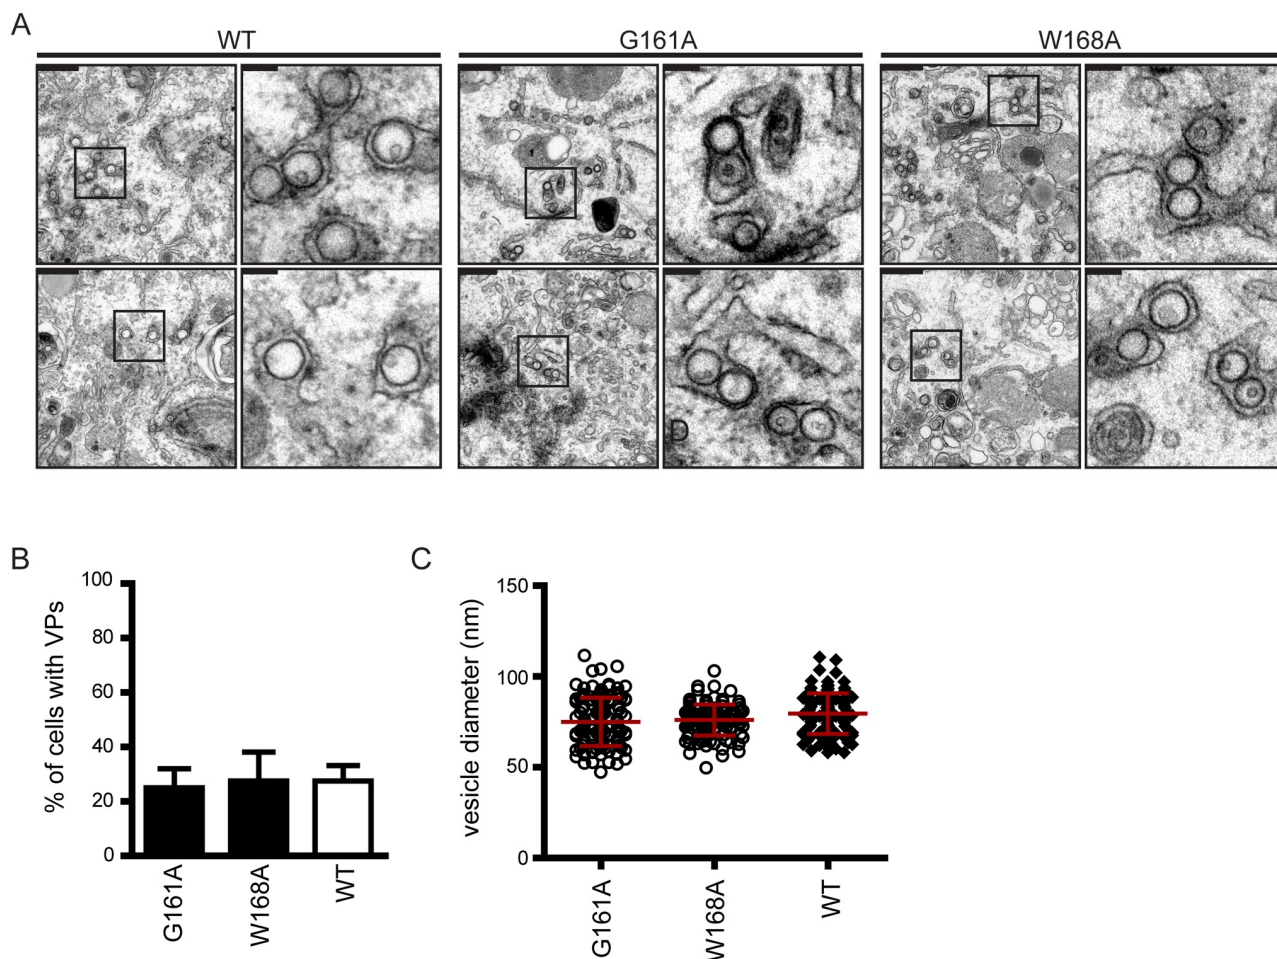 A
WT
G161A
W168A
D
B
C
% of cells with VPs
100
80
60
40
20
0
G161A
W168A
WT
vesicle diameter (nm)
150
100
50
0
G161A
W168A
WT